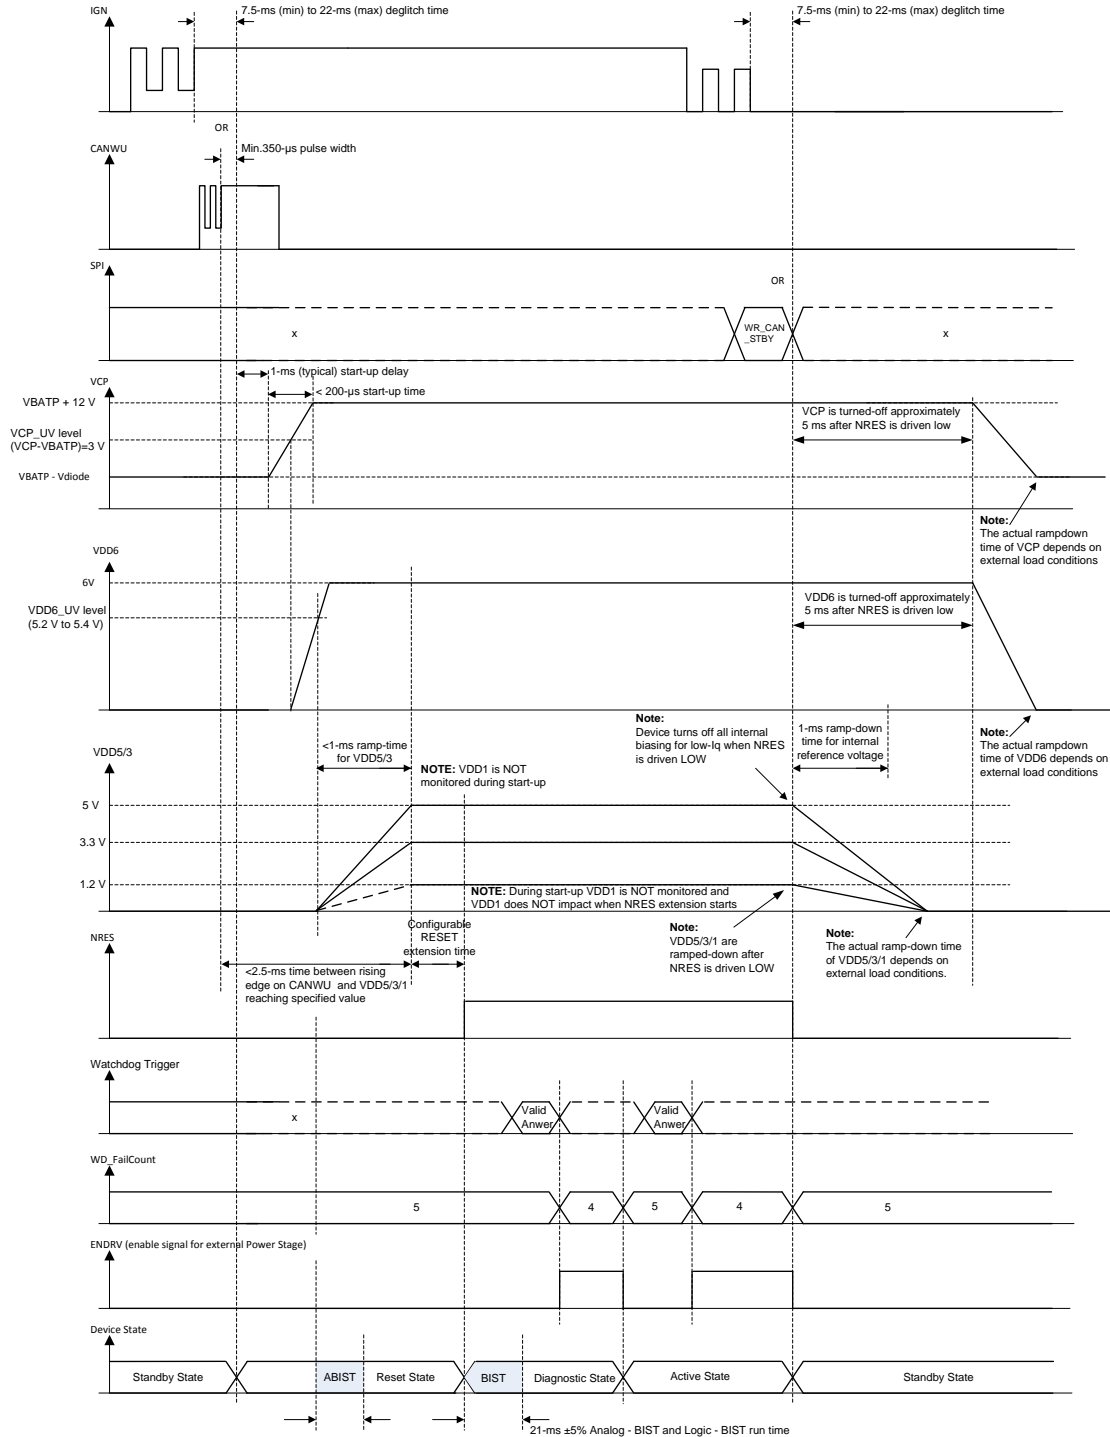 IGN
7.5-ms (min) to 22-ms (max) deglitch time
7.5-ms (min) to 22-ms (max) deglitch time
OR
CANWU
Min.350-µs pulse width
SPI
OR
x
WR_CAN
_STBY
x
1-ms (typical) start-up delay
VCP
< 200-µs start-up time
VBATP + 12 V
VCP_UV level
(VCP-VBATP)=3 V
VBATP - Vdiode
VCP is turned-off approximately
5 ms after NRES is driven low
Note:
The actual rampdown
time of VCP depends on
external load conditions
VDD6
6V
VDD6_UV level
(5.2 V to 5.4 V)
VDD6 is turned-off approximately
5 ms after NRES is driven low
Note:
The actual rampdown
time of VDD6 depends on
external load conditions
VDD5/3
<1-ms ramp-time
for VDD5/3
NOTE: VDD1 is NOT
monitored during start-up
Note:
Device turns off all internal
biasing for low-Iq when NRES
is driven LOW
1-ms ramp-down
time for internal
reference voltage
5 V
3.3 V
1.2 V
NOTE: During start-up VDD1 is NOT monitored and
VDD1 does NOT impact when NRES extension starts
Configurable
RESET
extension time
Note:
VDD5/3/1 are
ramped-down after
NRES is driven LOW
Note:
The actual ramp-down time
of VDD5/3/1 depends on
external load conditions.
NRES
<2.5-ms time between rising
edge on CANWU and VDD5/3/1
reaching specified value
Watchdog Trigger
x
Valid
Anwer
Valid
Anwer
WD_FailCount
5
4
5
4
5
ENDRV (enable signal for external Power Stage)
Device State
Standby State
ABIST
Reset State
BIST
Diagnostic State
Active State
Standby State
21-ms ±5% Analog - BIST and Logic - BIST run time